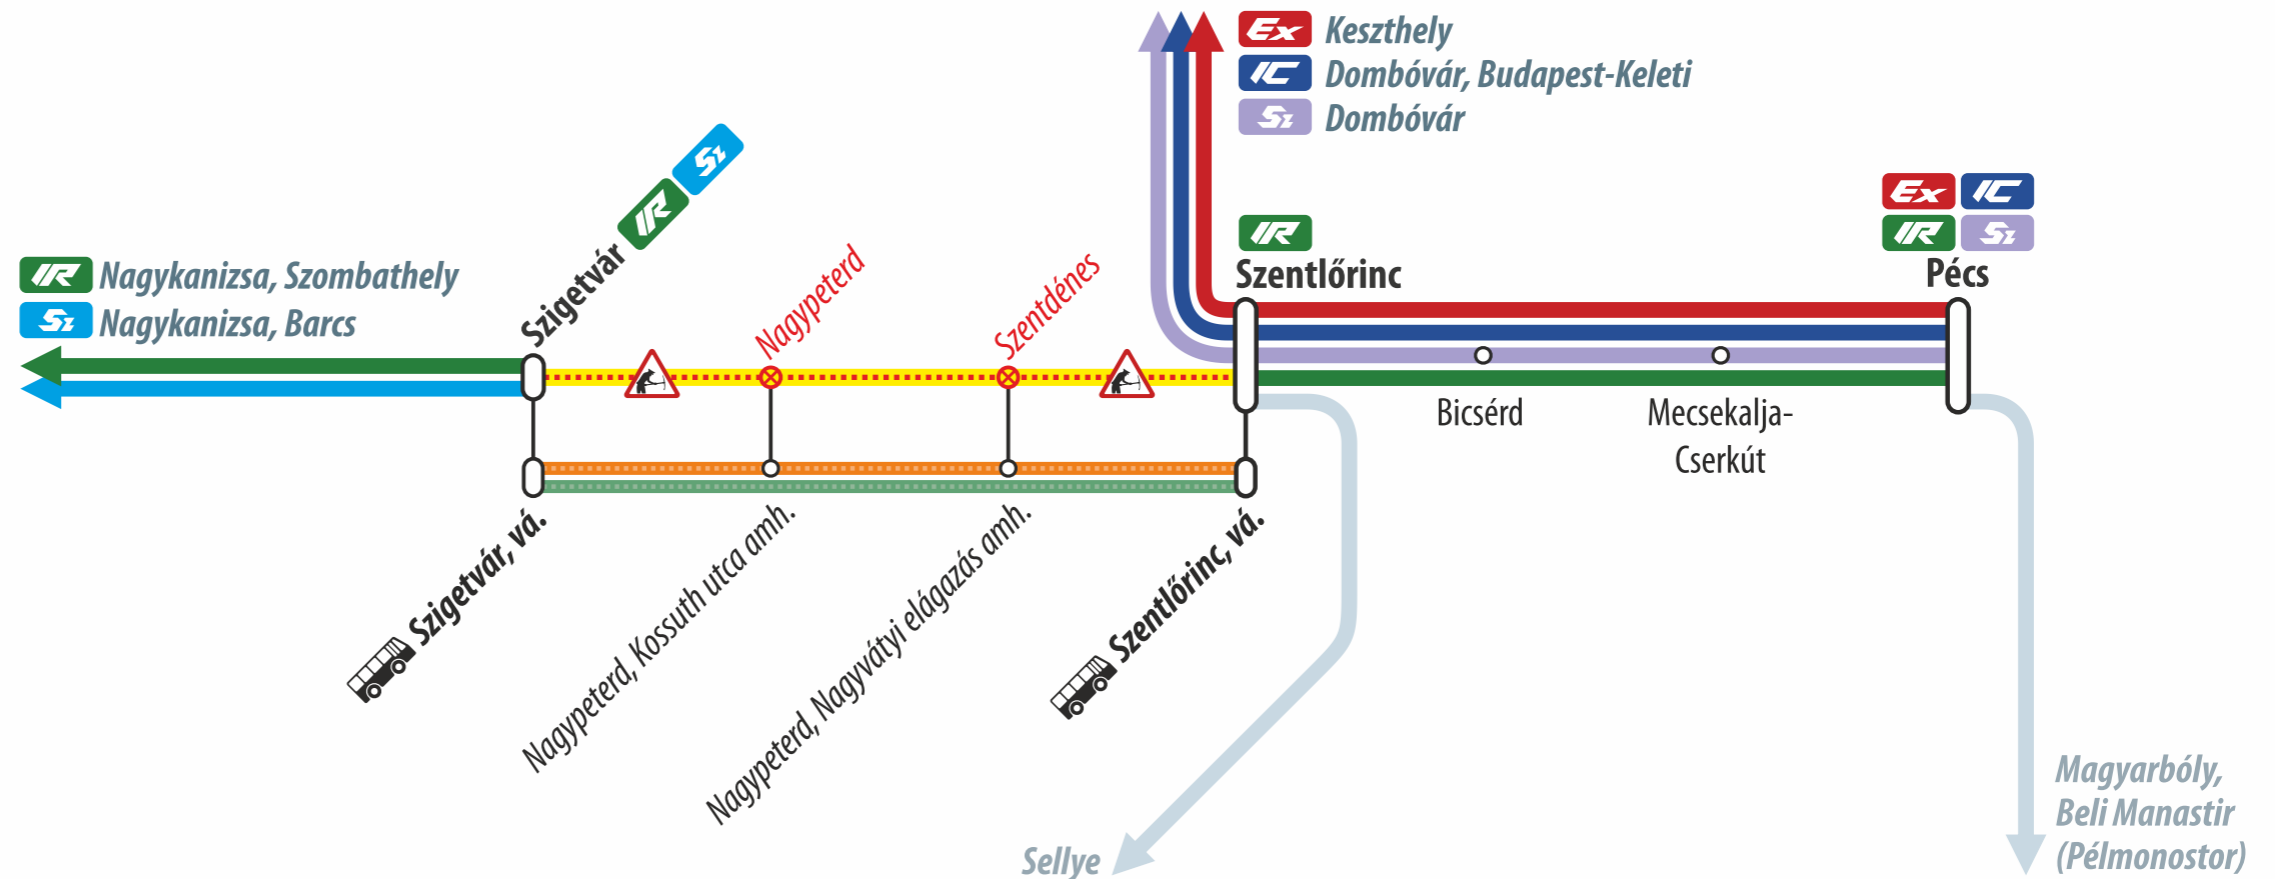 Ex Keszthely
IC Dombóvár, Budapest-Keleti
Sz Dombóvár
IR Nagykanizsa, Szombathely
Sz Nagykanizsa, Barcs
Szigetvár IR Sz
Nagypeterd
Szentdénes
IR
Szentlőrinc
Ex IC
IR Sz
Pécs
Bicsérd
Mecsekalja-
Cserkút
Szigetvár, vá.
Nagypeterd, Kossuth utca amh.
Nagypeterd, Nagyvátyi elágazás amh.
Szentlőrinc, vá.
Sellye
Magyarbóly,
Beli Manastir
(Pélmonostor)